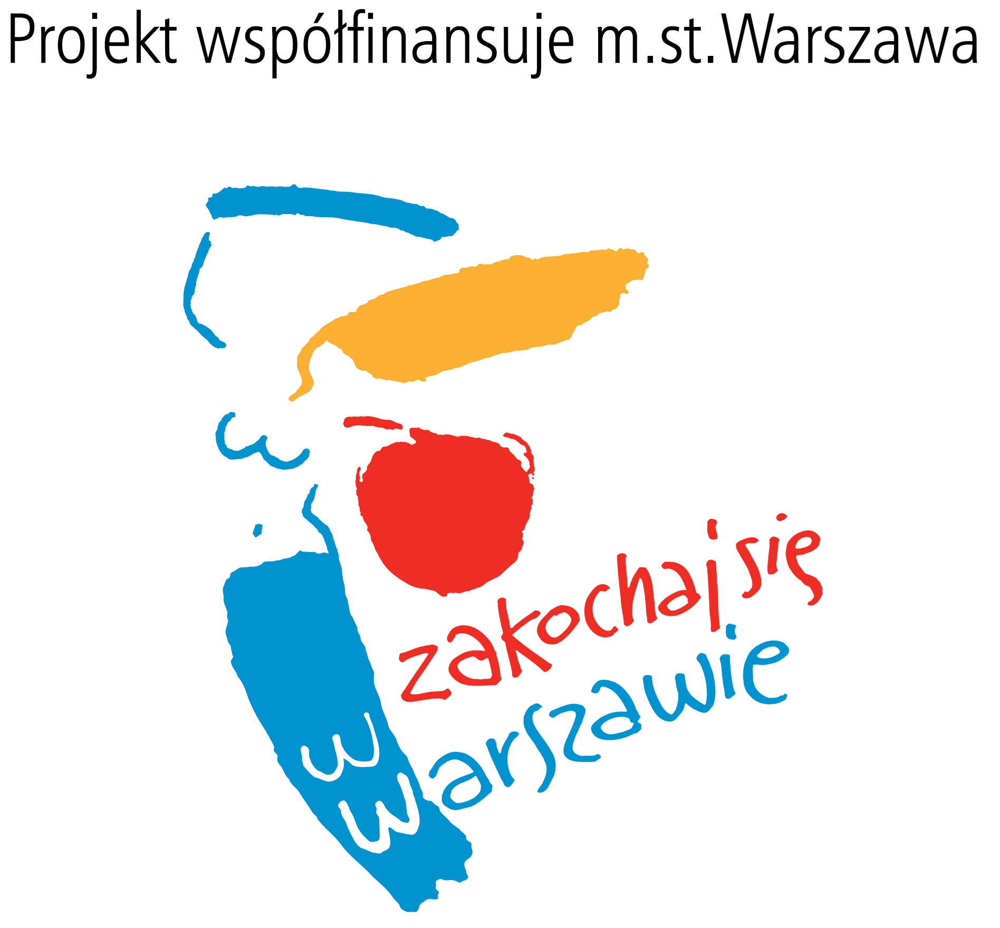 Projekt współfinansuje m.st.Warszawa
zakochaj się
w warszawie